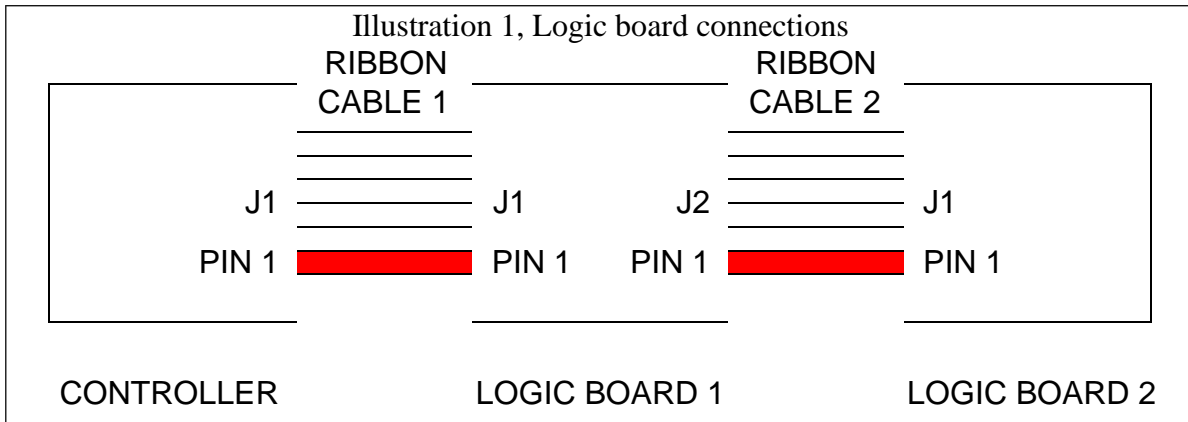 Illustration 1, Logic board connections
RIBBON CABLE 1
RIBBON CABLE 2
J1 J1 J2 J1
PIN 1 PIN 1 PIN 1 PIN 1
CONTROLLER LOGIC BOARD 1 LOGIC BOARD 2